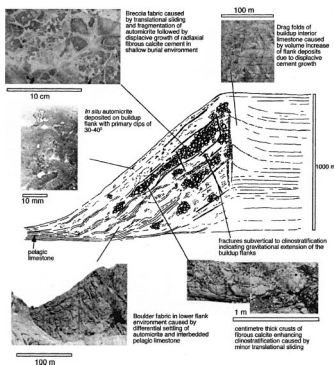 Breccia fabric caused
by translational sliding
and fragmentation of
automicrite followed by
displacive growth of radiaxial
fibrous calcite cement in
shallow burial environment
10 cm
100 m
Drag folds of
buildup interior
limestone caused
by volume increase
of flank deposits
due to displacive
cement growth
In situ automicrite
deposited on buildup
flank with primary dips of
30-40°
10 mm
1000 m
pelagic
limestone
fractures subvertical to clinostratification
indicating gravitational extension of the
buildup flanks
1 m
Boulder fabric in lower flank
environment caused by
differential settling of
automicrite and interbedded
pelagic limestone
centimetre thick crusts of
fibrous calcite enhancing
clinostratification caused by
minor translational sliding
100 m